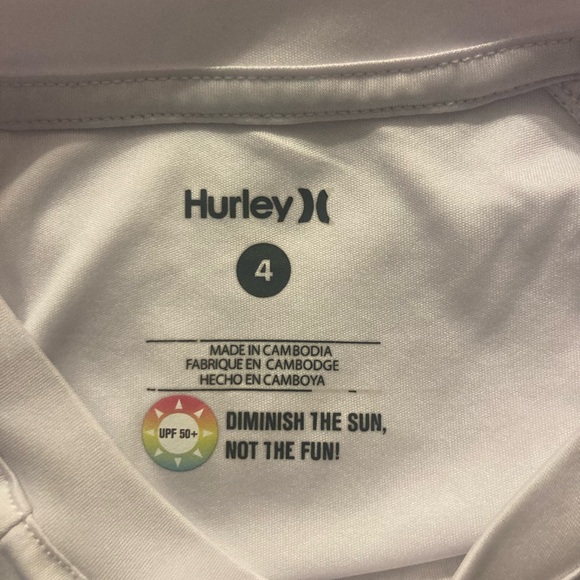 Hurley
4
MADE IN CAMBODIA
FABRIQUE EN CAMBODGE
HECHO EN CAMBOYA
UPF 50+
DIMINISH THE SUN,
NOT THE FUN!